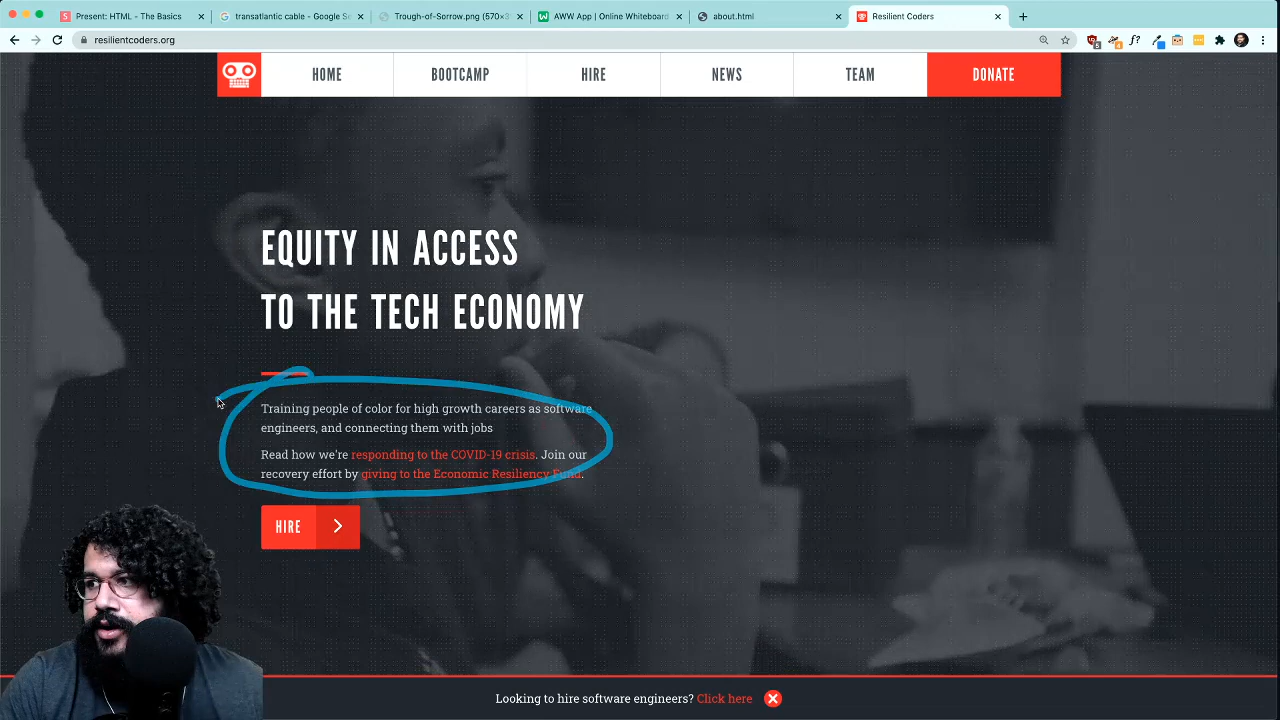 Present: HTML - The Basics
transatlantic cable - Google Se
Trough-of-Sorrow.png (570×3
AWW App | Online Whiteboard
about.html
Resilient Coders
resilientcoders.org
HOME
BOOTCAMP
HIRE
NEWS
TEAM
DONATE
EQUITY IN ACCESS
TO THE TECH ECONOMY
Training people of color for high growth careers as software
engineers, and connecting them with jobs
Read how we're responding to the COVID-19 crisis. Join our
recovery effort by giving to the Economic Resiliency Fund.
HIRE
Looking to hire software engineers? Click here